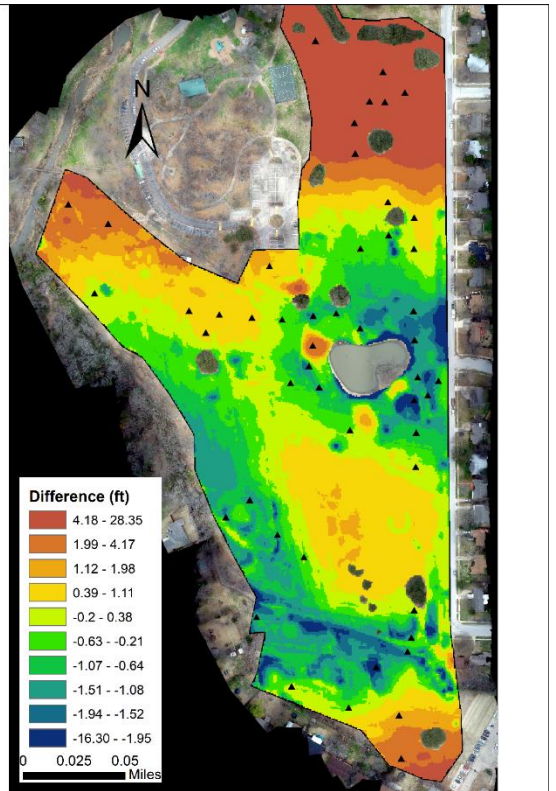 N
Difference (ft)
4.18 - 28.35
1.99 - 4.17
1.12 - 1.98
0.39 - 1.11
-0.2 - 0.38
-0.63 - -0.21
-1.07 - -0.64
-1.51 - -1.08
-1.94 - -1.52
-16.30 - -1.95
0 0.025 0.05
Miles